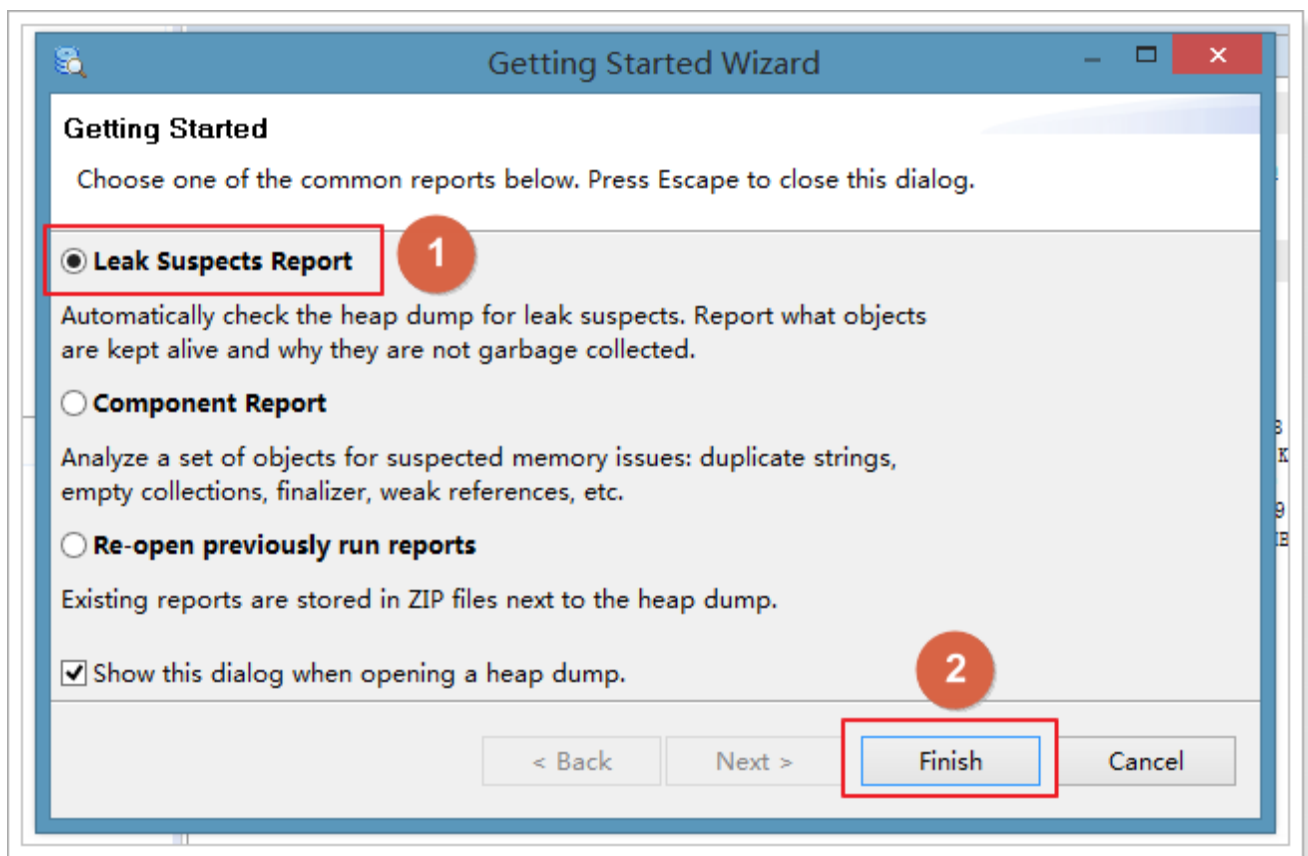 Getting Started Wizard
Getting Started
Choose one of the common reports below. Press Escape to close this dialog.
Leak Suspects Report
1
Automatically check the heap dump for leak suspects. Report what objects
are kept alive and why they are not garbage collected.
Component Report
Analyze a set of objects for suspected memory issues: duplicate strings,
empty collections, finalizer, weak references, etc.
Re-open previously run reports
Existing reports are stored in ZIP files next to the heap dump.
Show this dialog when opening a heap dump.
2
< Back
Next >
Finish
Cancel